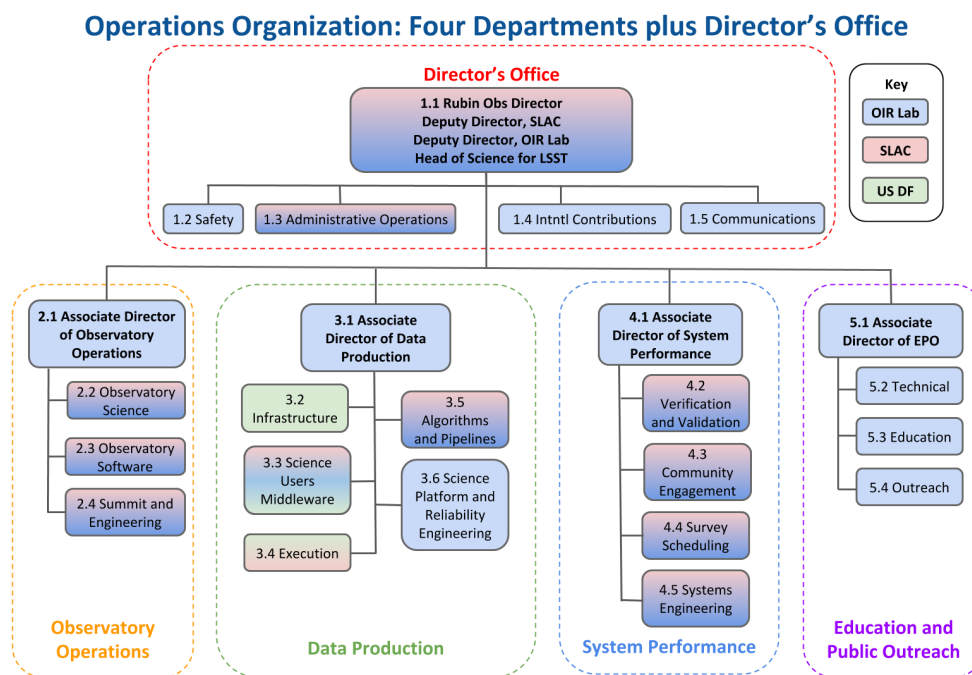 Operations Organization: Four Departments plus Director's Office
Director's Office
1.1 Rubin Obs Director
Deputy Director, SLAC
Deputy Director, OIR Lab
Head of Science for LSST
Key
OIR Lab
SLAC
US DF
1.2 Safety
1.3 Administrative Operations
1.4 Intntl Contributions
1.5 Communications
2.1 Associate Director
of Observatory
Operations
2.2 Observatory
Science
2.3 Observatory
Software
2.4 Summit and
Engineering
Observatory
Operations
3.1 Associate
Director of Data
Production
3.2
Infrastructure
3.3 Science
Users
Middleware
3.4 Execution
3.5
Algorithms
and Pipelines
3.6 Science
Platform and
Reliability
Engineering
Data Production
4.1 Associate
Director of System
Performance
4.2
Verification
and Validation
4.3
Community
Engagement
4.4 Survey
Scheduling
4.5 Systems
Engineering
System Performance
5.1 Associate
Director of EPO
5.2 Technical
5.3 Education
5.4 Outreach
Education and
Public Outreach